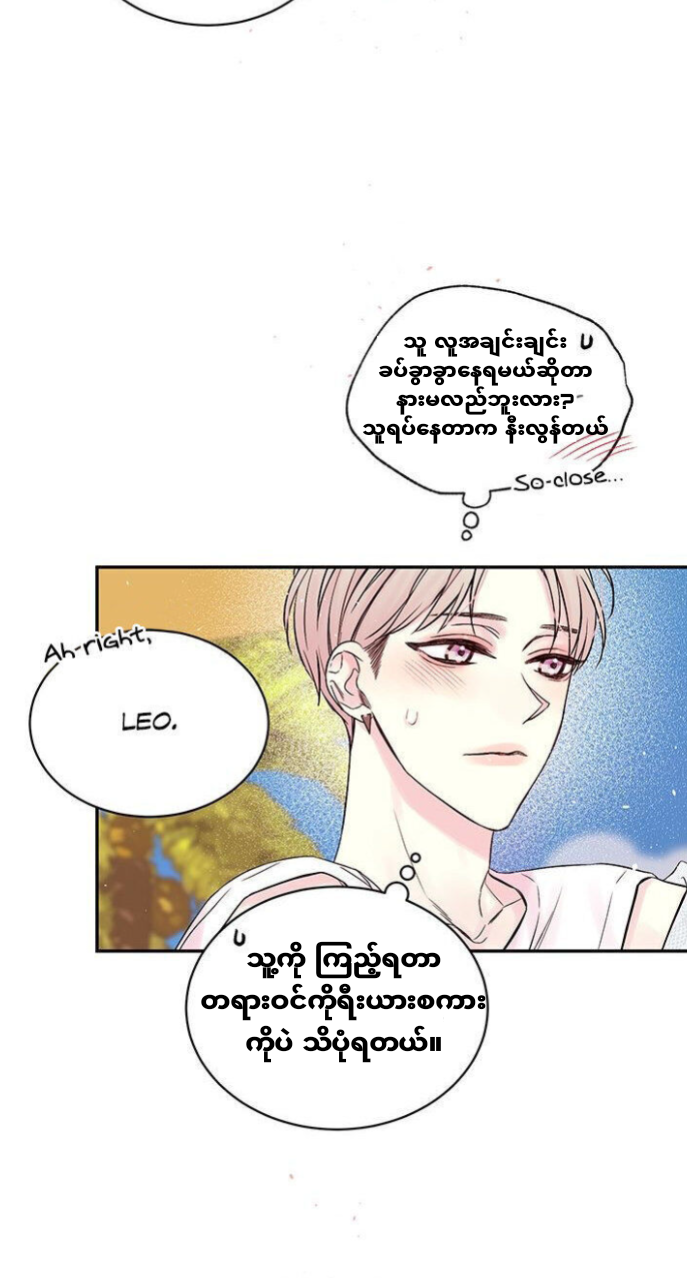 သူ လူအချင်းချင်း
ခပ်ခွာခွာနေရမယ်ဆိုတာ
နားမလည်ဘူးလား?
သူရပ်နေတာက နီးလွန်တယ်
So-close...
Ah-right,
LEO.
သူ့ကို ကြည့်ရတာ
တရားဝင်ကိုရီးယားစကား
ကိုပဲ သိပုံရတယ်။